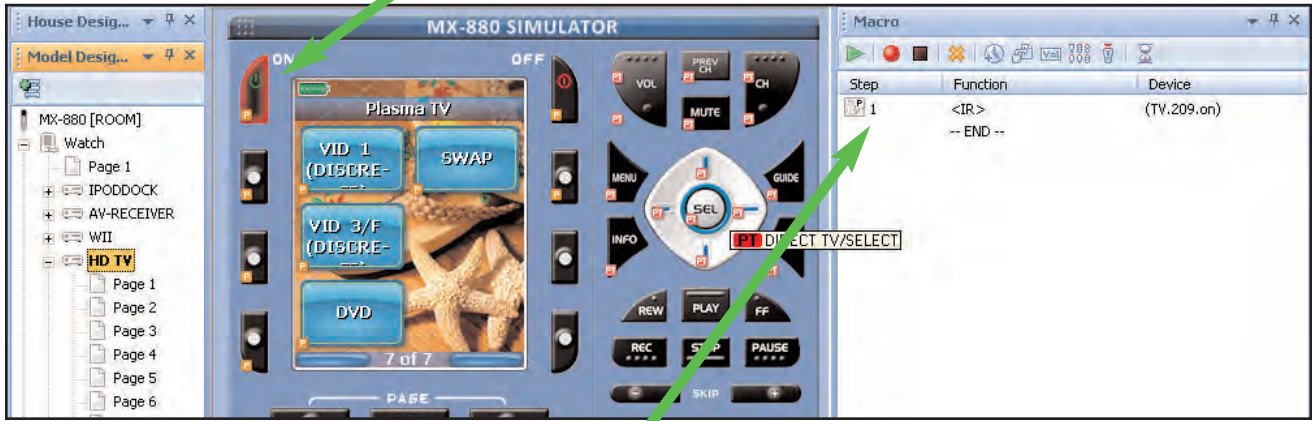 House Desig...
Model Desig...
MX-880 [ROOM]
Watch
Page 1
IPODDOCK
AV-RECEIVER
WII
HD TV
Page 1
Page 2
Page 3
Page 4
Page 5
Page 6
MX-880 SIMULATOR
ON
OFF
Plasma TV
VID 1
(DISCRE-
SWAP
VID 3/F
(DISCRE-
DVD
7 of 7
PAGE
VOL
PREV
CH
CH
MUTE
MENU
GUIDE
SEL
INFO
PT DIRECT TV/SELECT
REW
PLAY
FF
REC
STOP
PAUSE
SKIP
Macro
Step Function Device
1 <IR> (TV.209.on)
-- END --